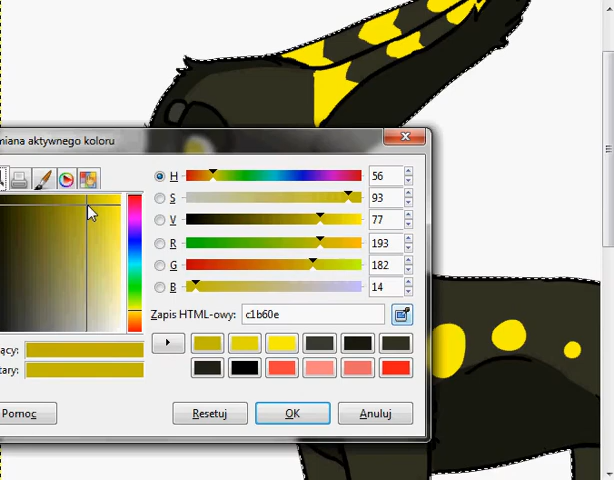 miana aktywnego koloru
H 56
S 93
V 77
R 193
G 182
B 14
Zapis HTML-owy: c1b60e
ący:
tary:
Pomoc Resetuj OK Anuluj